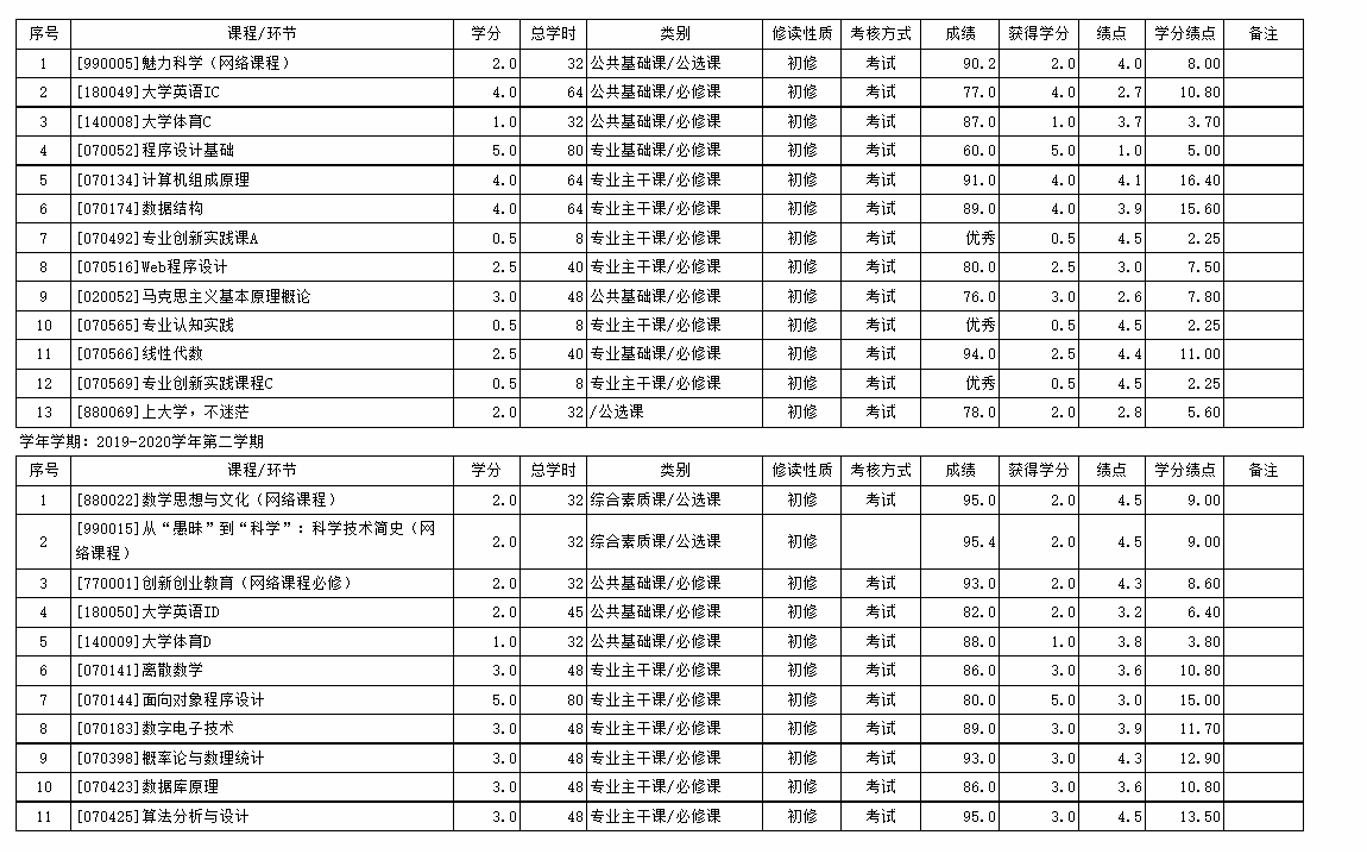 序号 课程/环节 学分 总学时 类别 修读性质 考核方式 成绩 获得学分 绩点 学分绩点 备注
1 [990005]魅力科学（网络课程） 2.0 32 公共基础课/公选课 初修 考试 90.2 2.0 4.0 8.00
2 [180049]大学英语IC 4.0 64 公共基础课/必修课 初修 考试 77.0 4.0 2.7 10.80
3 [140008]大学体育C 1.0 32 公共基础课/必修课 初修 考试 87.0 1.0 3.7 3.70
4 [070052]程序设计基础 5.0 80 专业基础课/必修课 初修 考试 60.0 5.0 1.0 5.00
5 [070134]计算机组成原理 4.0 64 专业主干课/必修课 初修 考试 91.0 4.0 4.1 16.40
6 [070174]数据结构 4.0 64 专业主干课/必修课 初修 考试 89.0 4.0 3.9 15.60
7 [070492]专业创新实践课A 0.5 8 专业主干课/必修课 初修 考试 优秀 0.5 4.5 2.25
8 [070516]Web程序设计 2.5 40 专业主干课/必修课 初修 考试 80.0 2.5 3.0 7.50
9 [020052]马克思主义基本原理概论 3.0 48 公共基础课/必修课 初修 考试 76.0 3.0 2.6 7.80
10 [070565]专业认知实践 0.5 8 专业主干课/必修课 初修 考试 优秀 0.5 4.5 2.25
11 [070566]线性代数 2.5 40 专业基础课/必修课 初修 考试 94.0 2.5 4.4 11.00
12 [070569]专业创新实践课程C 0.5 8 专业主干课/必修课 初修 考试 优秀 0.5 4.5 2.25
13 [880069]上大学，不迷茫 2.0 32 /公选课 初修 考试 78.0 2.0 2.8 5.60
学年学期：2019-2020学年第二学期
序号 课程/环节 学分 总学时 类别 修读性质 考核方式 成绩 获得学分 绩点 学分绩点 备注
1 [880022]数学思想与文化（网络课程） 2.0 32 综合素质课/公选课 初修 考试 95.0 2.0 4.5 9.00
2 [990015]从“愚昧”到“科学”：科学技术简史（网
络课程） 2.0 32 综合素质课/公选课 初修 95.4 2.0 4.5 9.00
3 [770001]创新创业教育（网络课程必修） 2.0 32 公共基础课/必修课 初修 考试 93.0 2.0 4.3 8.60
4 [180050]大学英语ID 2.0 45 公共基础课/必修课 初修 考试 82.0 2.0 3.2 6.40
5 [140009]大学体育D 1.0 32 公共基础课/必修课 初修 考试 88.0 1.0 3.8 3.80
6 [070141]离散数学 3.0 48 专业主干课/必修课 初修 考试 86.0 3.0 3.6 10.80
7 [070144]面向对象程序设计 5.0 80 专业主干课/必修课 初修 考试 80.0 5.0 3.0 15.00
8 [070183]数字电子技术 3.0 48 专业主干课/必修课 初修 考试 89.0 3.0 3.9 11.70
9 [070398]概率论与数理统计 3.0 48 专业主干课/必修课 初修 考试 93.0 3.0 4.3 12.90
10 [070423]数据库原理 3.0 48 专业主干课/必修课 初修 考试 86.0 3.0 3.6 10.80
11 [070425]算法分析与设计 3.0 48 专业主干课/必修课 初修 考试 95.0 3.0 4.5 13.50